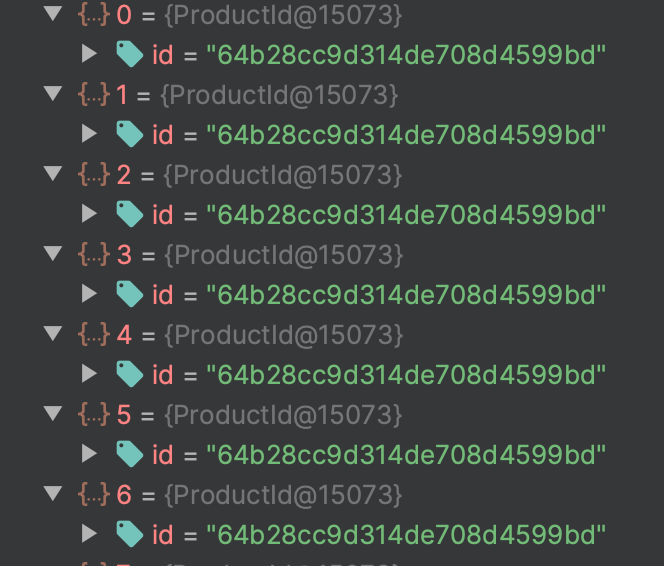 {...} 0 = {ProductId@15073}
id = "64b28cc9d314de708d4599bd"
{...} 1 = {ProductId@15073}
id = "64b28cc9d314de708d4599bd"
{...} 2 = {ProductId@15073}
id = "64b28cc9d314de708d4599bd"
{...} 3 = {ProductId@15073}
id = "64b28cc9d314de708d4599bd"
{...} 4 = {ProductId@15073}
id = "64b28cc9d314de708d4599bd"
{...} 5 = {ProductId@15073}
id = "64b28cc9d314de708d4599bd"
{...} 6 = {ProductId@15073}
id = "64b28cc9d314de708d4599bd"